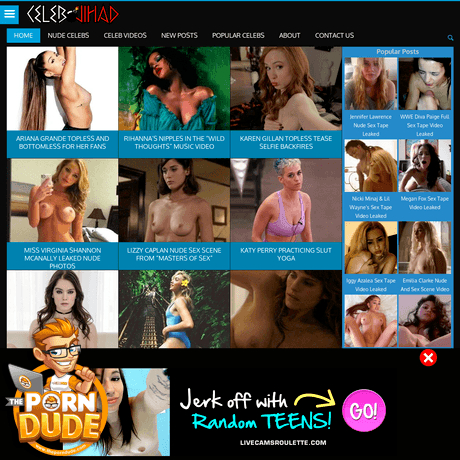 CELEB-JIHAD
HOME NUDE CELEBS CELEB VIDEOS NEW POSTS POPULAR CELEBS ABOUT CONTACT US
ARIANA GRANDE TOPLESS AND
BOTTOMLESS FOR HER FANS
RIHANNA'S NIPPLES IN THE "WILD
THOUGHTS" MUSIC VIDEO
KAREN GILLAN TOPLESS TEASE
SELFIE BACKFIRES
MISS VIRGINIA SHANNON
MCANALLY LEAKED NUDE
PHOTOS
LIZZY CAPLAN NUDE SEX SCENE
FROM "MASTERS OF SEX"
KATY PERRY PRACTICING SLUT
YOGA
Popular Posts
Jennifer Lawrence
Nude Sex Tape
Leaked
WWE Diva Paige Full
Sex Tape Video
Leaked
Nicki Minaj & Lil
Wayne's Sex Tape
Video Leaked
Megan Fox Sex Tape
Video Leaked
Iggy Azalea Sex Tape
Video Leaked
Emilia Clarke Nude
And Sex Scene Video
THE
PORN
DUDE
Jerk off with
Random TEENS!
GO!
LIVECAMSROULETTE.COM